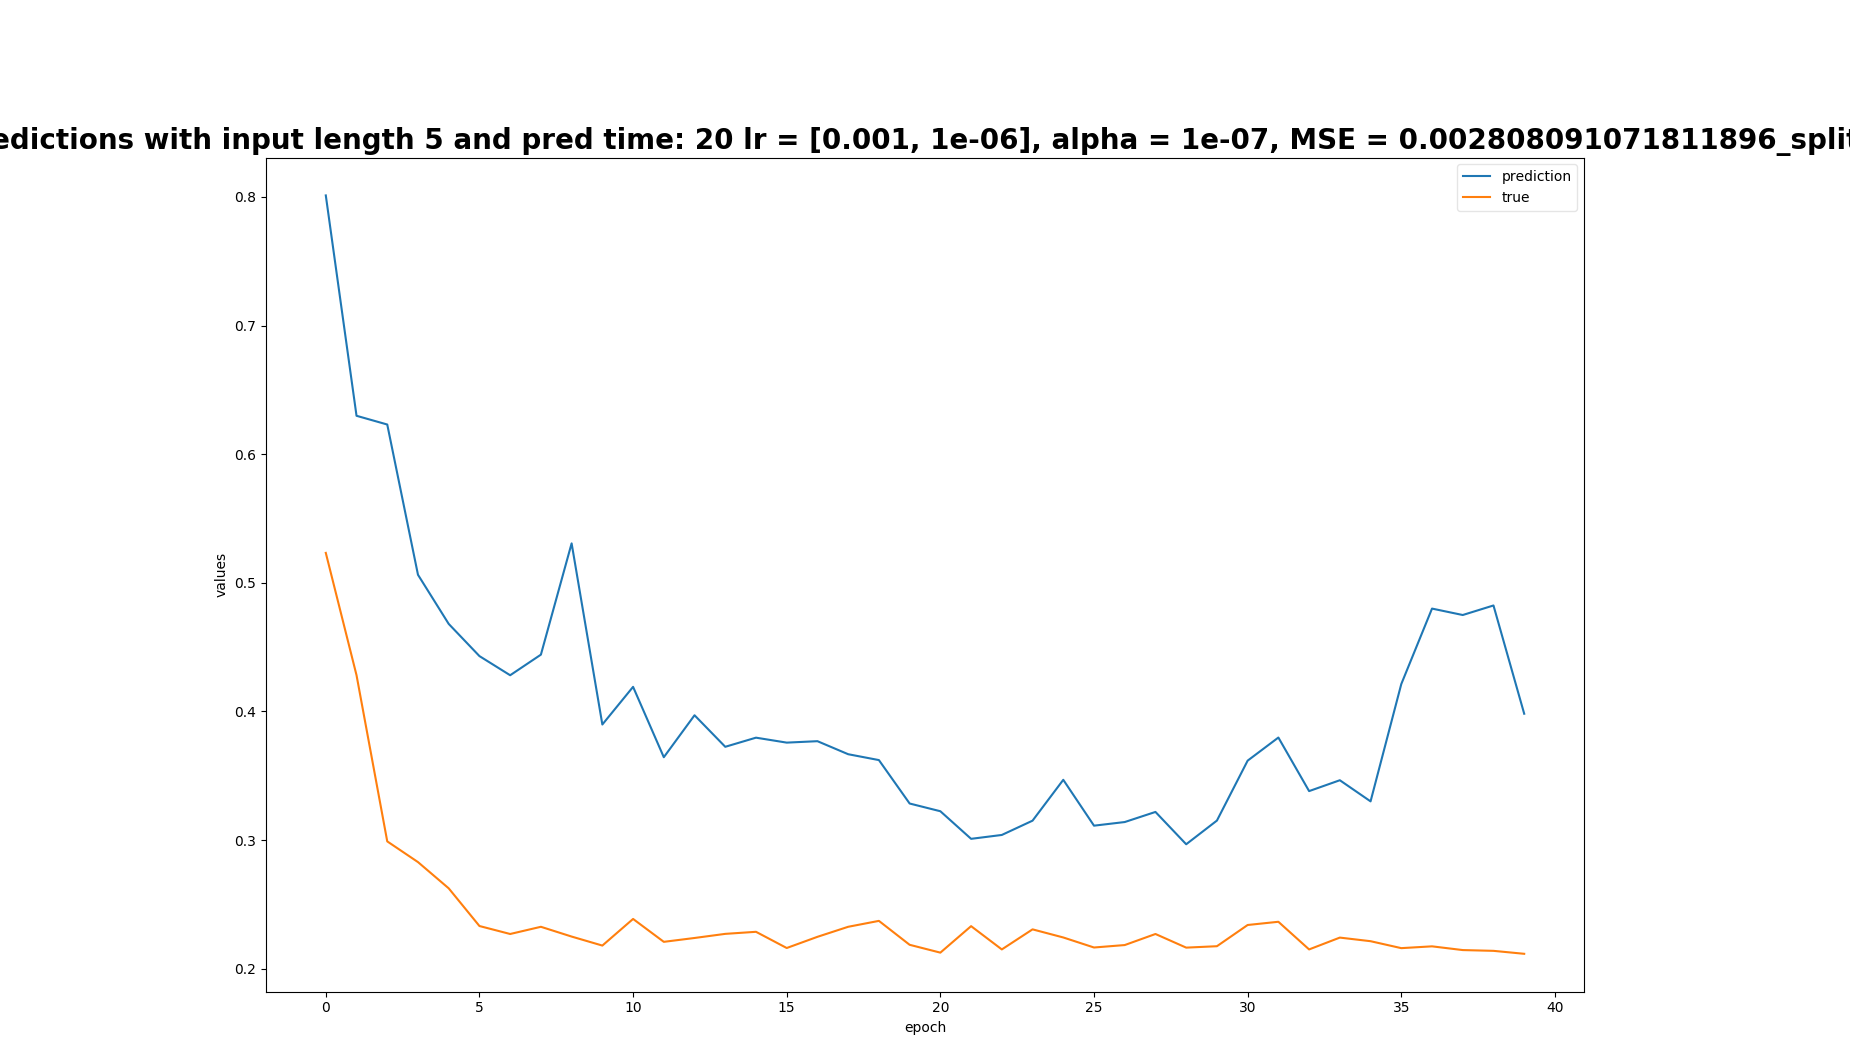 edictions with input length 5 and pred time: 20 lr = [0.001, 1e-06], alpha = 1e-07, MSE = 0.002808091071811896_split
prediction
true
0.8
0.7
0.6
0.5
0.4
0.3
0.2
values
0 5 10 15 20 25 30 35 40
epoch